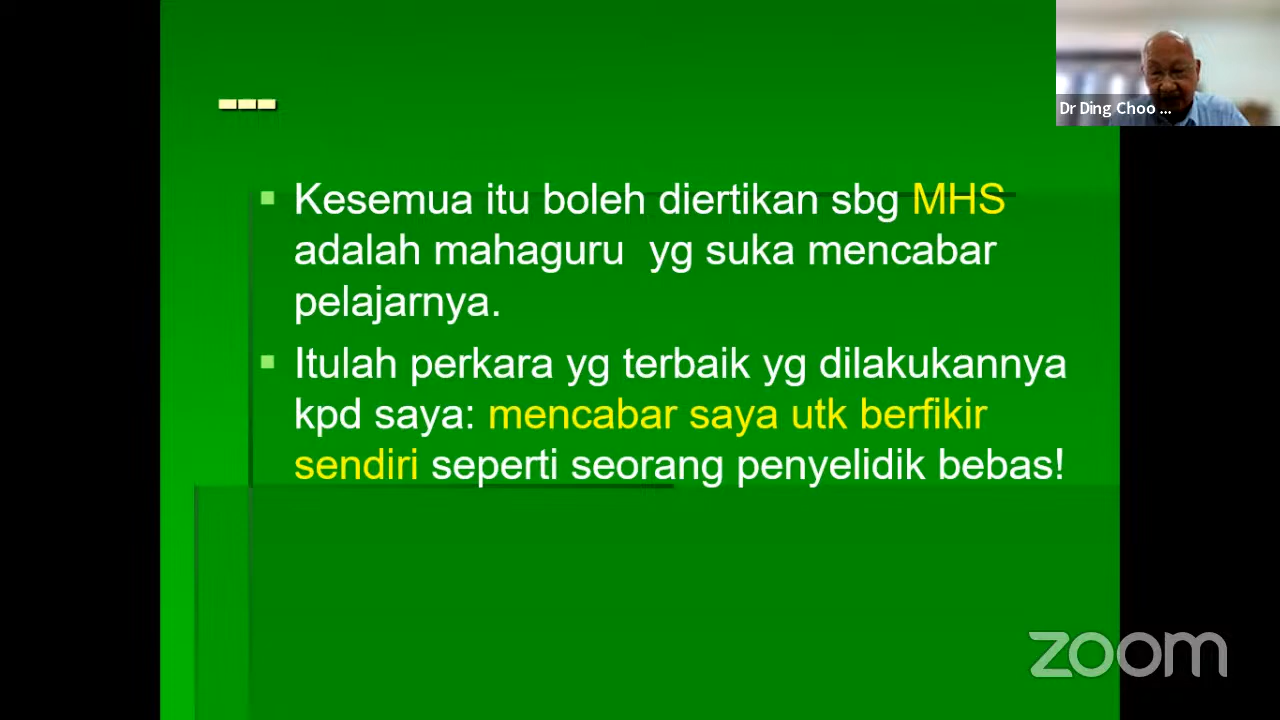 ---
Dr Ding Choo ...
Kesemua itu boleh diertikan sbg MHS
adalah mahaguru yg suka mencabar
pelajarnya.
Itulah perkara yg terbaik yg dilakukannya
kpd saya: mencabar saya utk berfikir
sendiri seperti seorang penyelidik bebas!
zoom